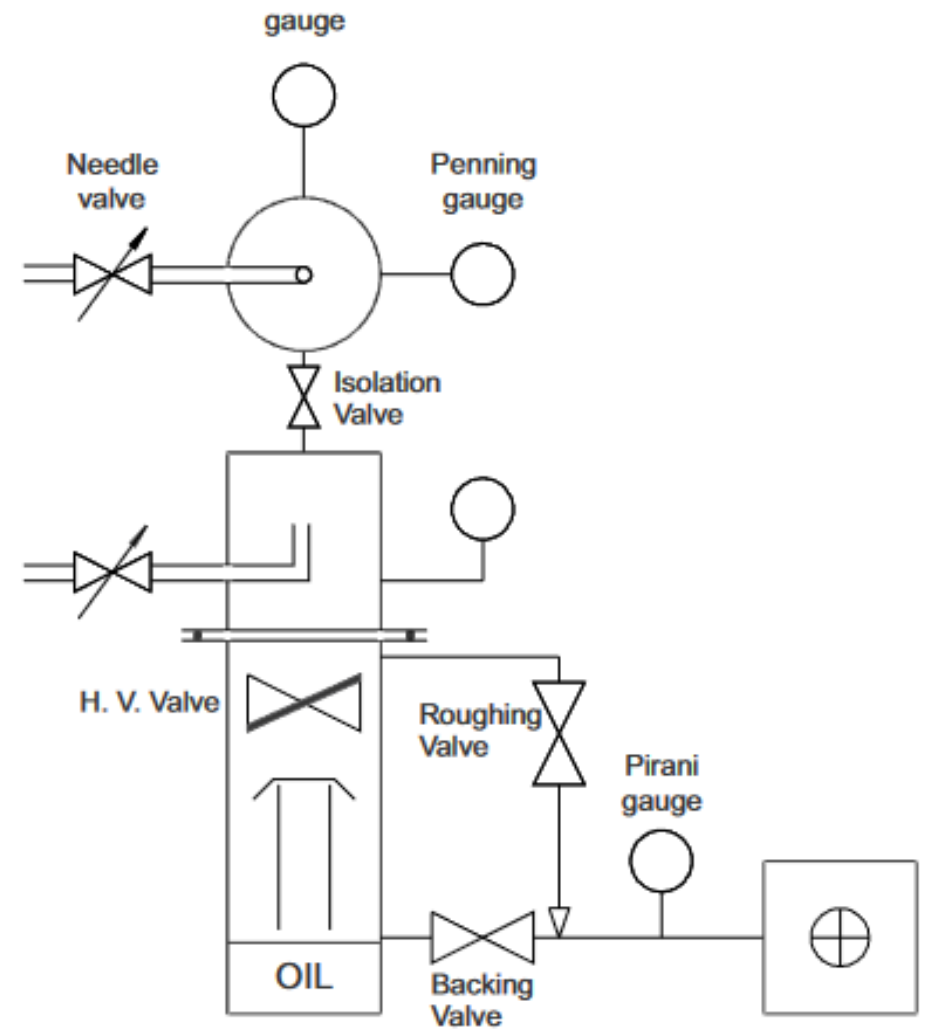 gauge
Needle
valve
Penning
gauge
Isolation
Valve
H. V. Valve
Roughing
Valve
Pirani
gauge
OIL
Backing
Valve